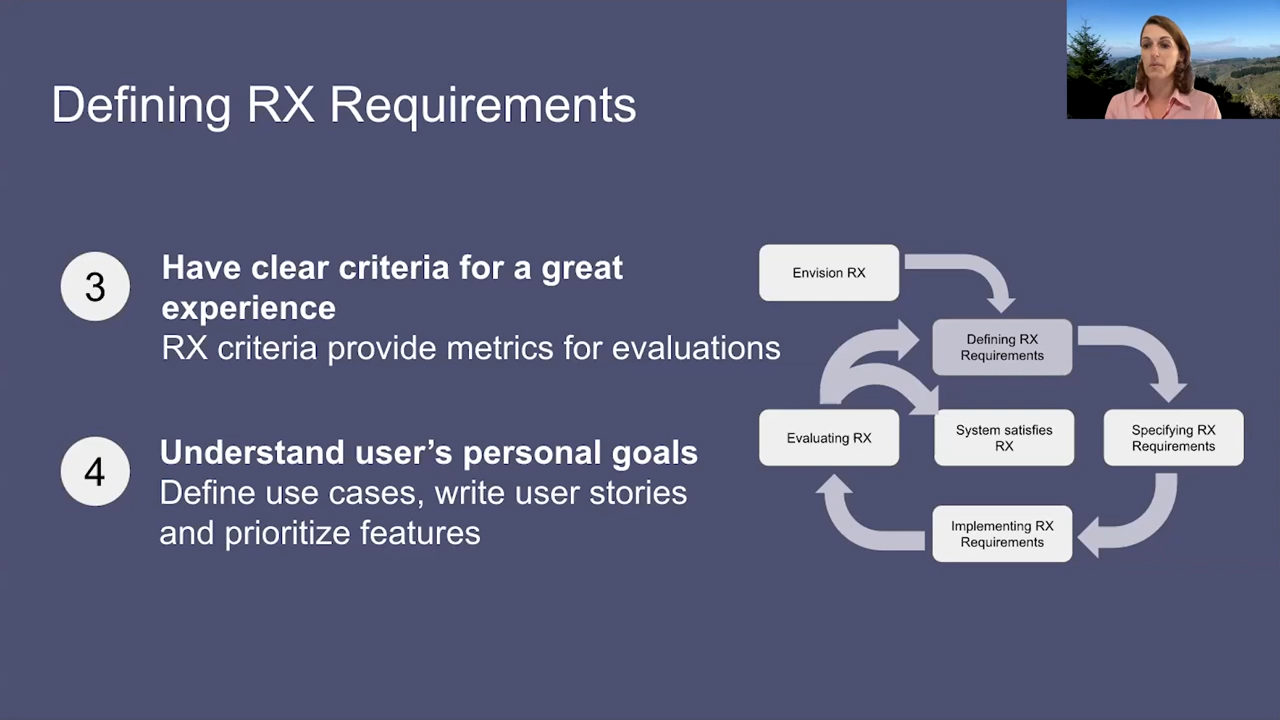 Defining RX Requirements
3
Have clear criteria for a great
experience
RX criteria provide metrics for evaluations
4
Understand user’s personal goals
Define use cases, write user stories
and prioritize features
Envision RX
Defining RX
Requirements
Evaluating RX
System satisfies
RX
Specifying RX
Requirements
Implementing RX
Requirements